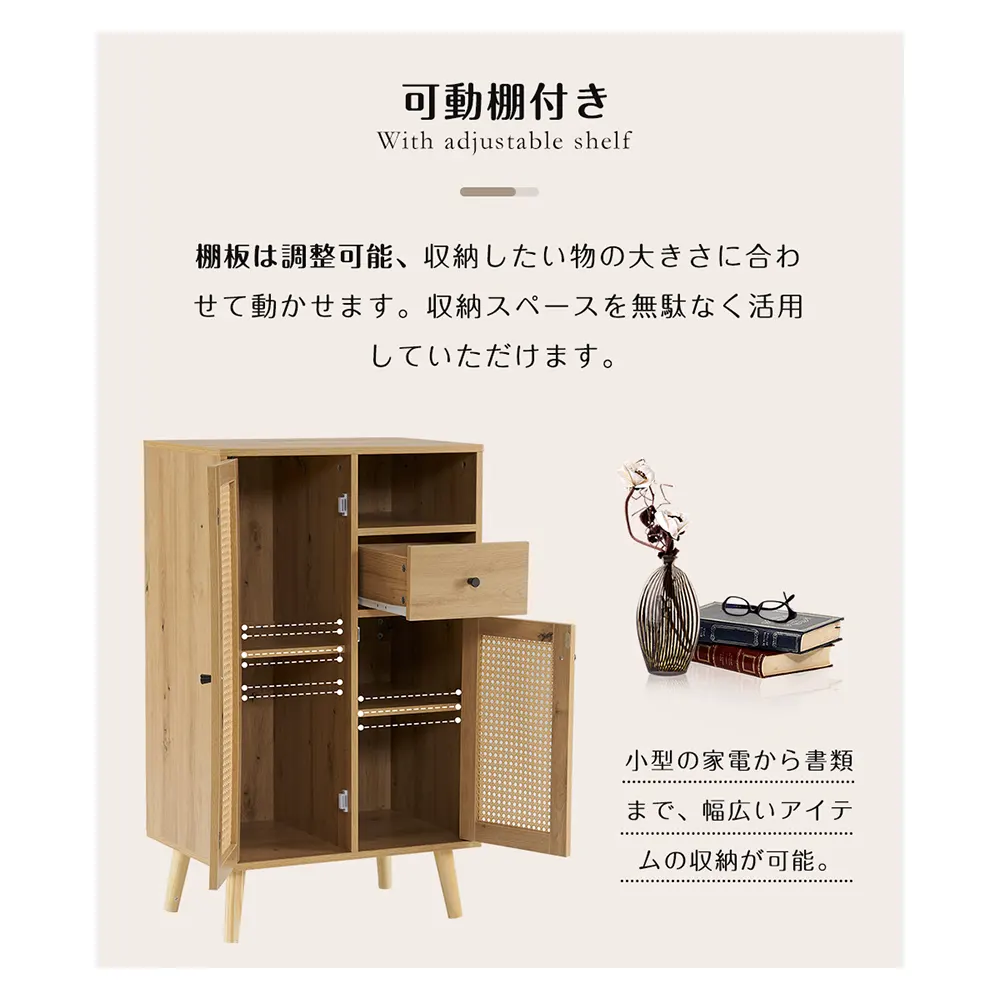 可動棚付き
With adjustable shelf
棚板は調整可能、収納したい物の大きさに合わ
せて動かせます。収納スペースを無駄なく活用
していただけます。
小型の家電から書類
まで、幅広いアイテ
ムの収納が可能。